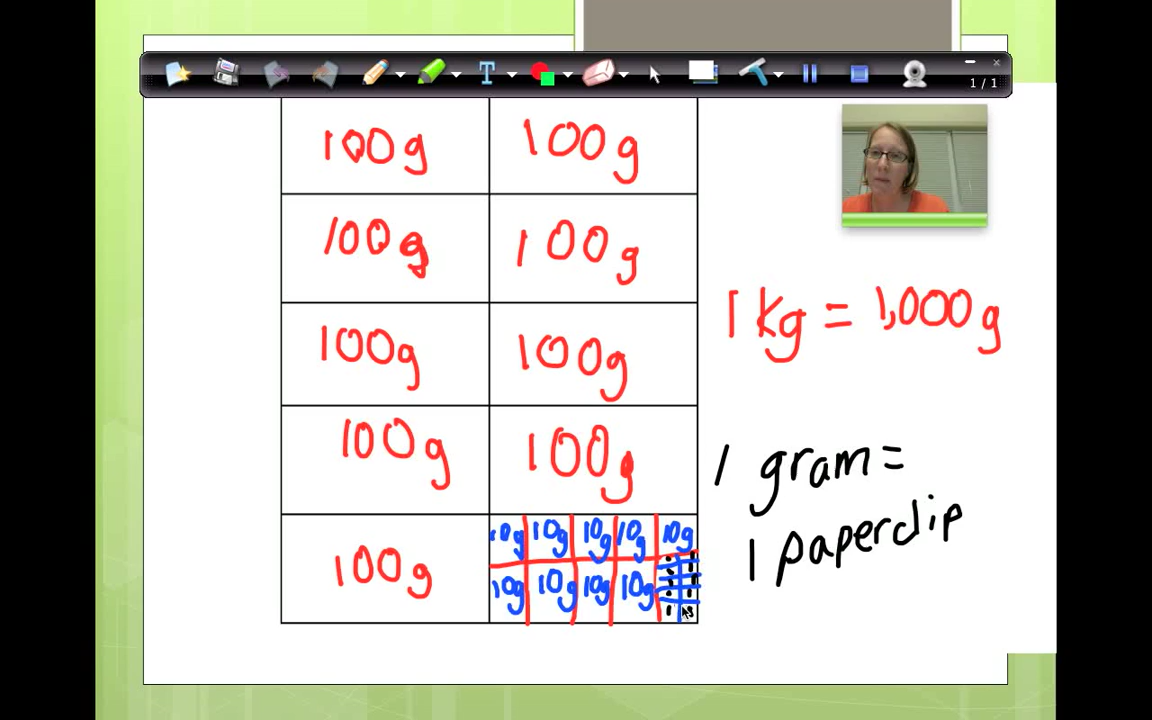 1 / 1
100g 100g
100g 100g
100g 100g
100g 100g
100g
10g 10g 10g 10g 10g
10g 10g 10g 10g
1 kg = 1,000 g
1 gram =
1 paperclip